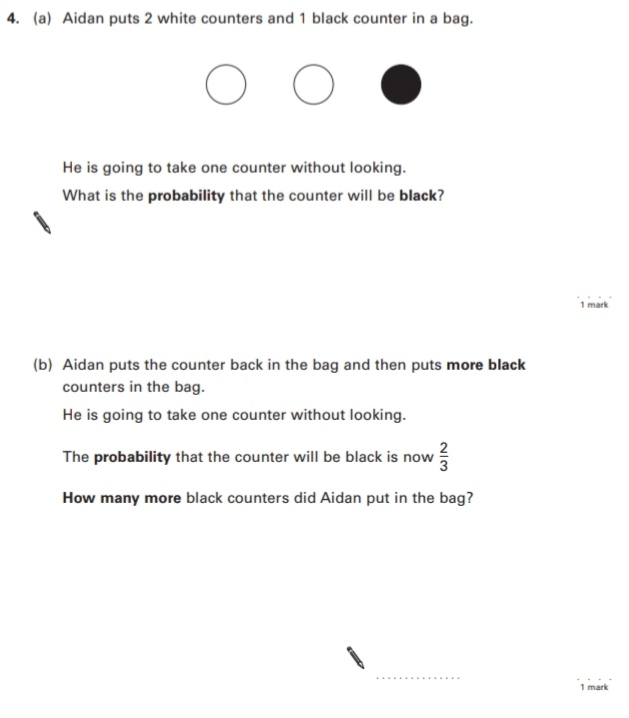 4. (a) Aidan puts 2 white counters and 1 black counter in a bag.
He is going to take one counter without looking.
What is the probability that the counter will be black?
1 mark
(b) Aidan puts the counter back in the bag and then puts more black
counters in the bag.
He is going to take one counter without looking.
The probability that the counter will be black is now 2/3
How many more black counters did Aidan put in the bag?
1 mark